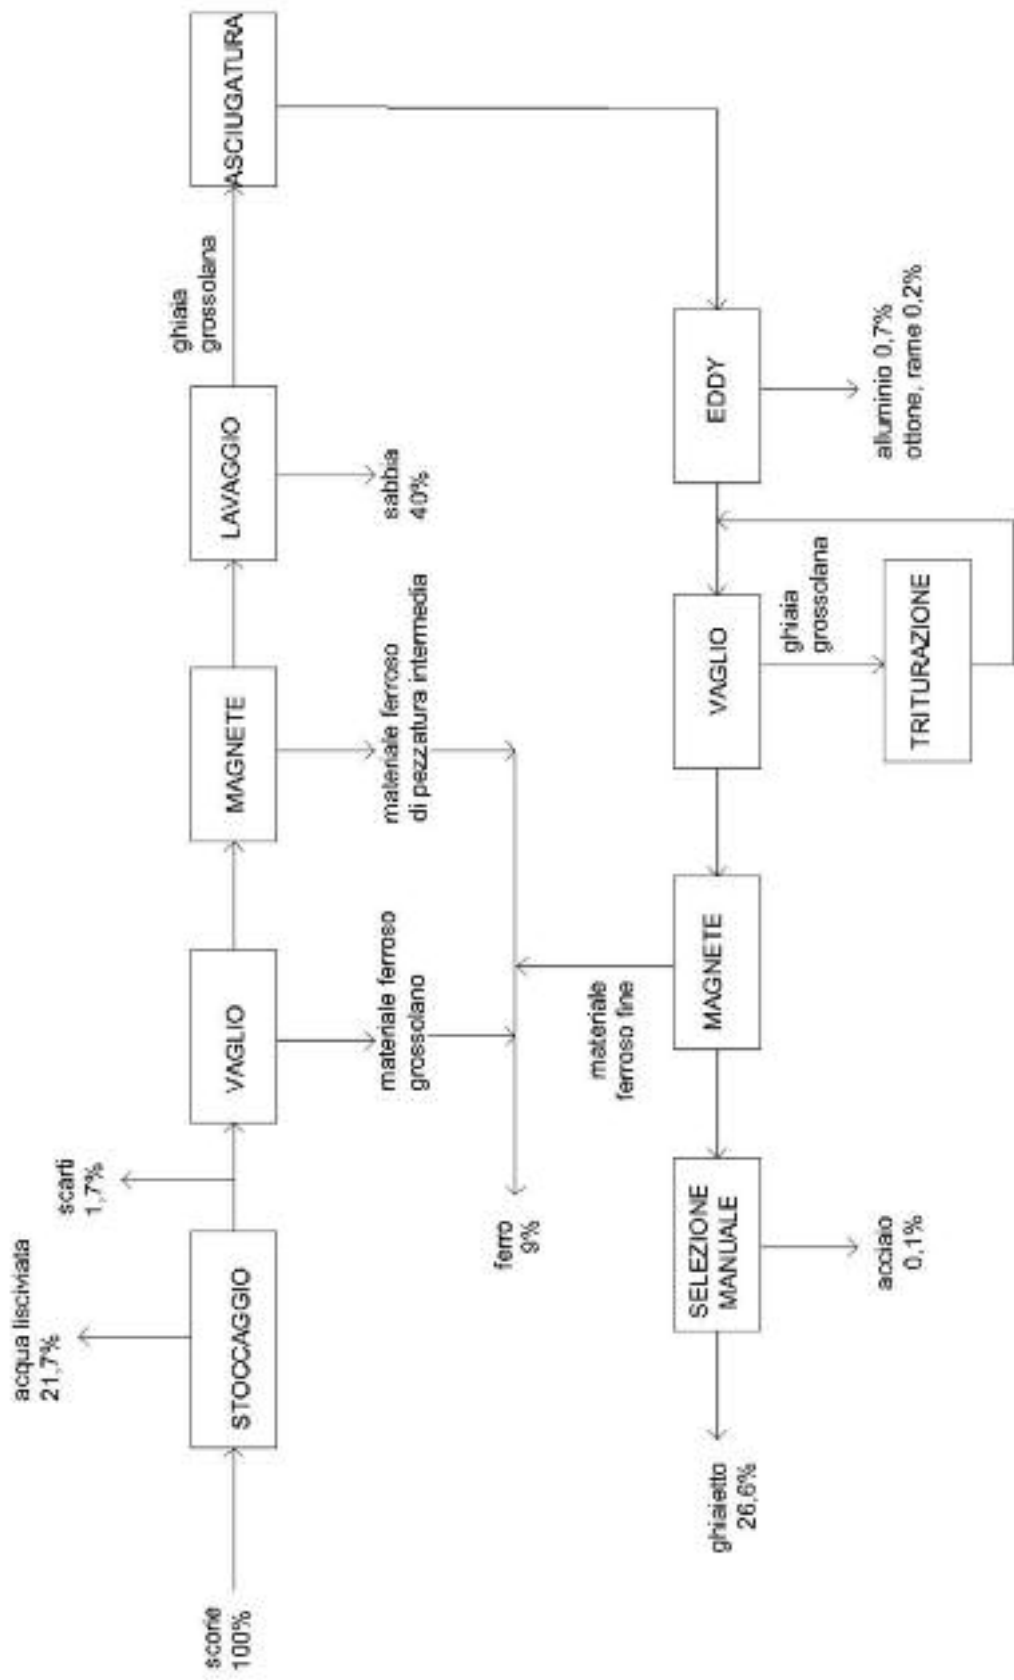 scorie
100%
acqua lisciviata
21,7%
STOCCAGGIO
scarti
1,7%
VAGLIO
materiale ferroso
grossolano
MAGNETE
materiale ferroso
di pezzatura intermedia
ferro
9%
LAVAGGIO
sabbia
40%
ghiaia
grossolana
ASCIUGATURA
EDDY
alluminio 0,7%
ottone, rame 0,2%
VAGLIO
ghiaia
grossolana
TRITURAZIONE
MAGNETE
materiale
ferroso fine
SELEZIONE
MANUALE
acciaio
0,1%
ghiaietto
26,6%